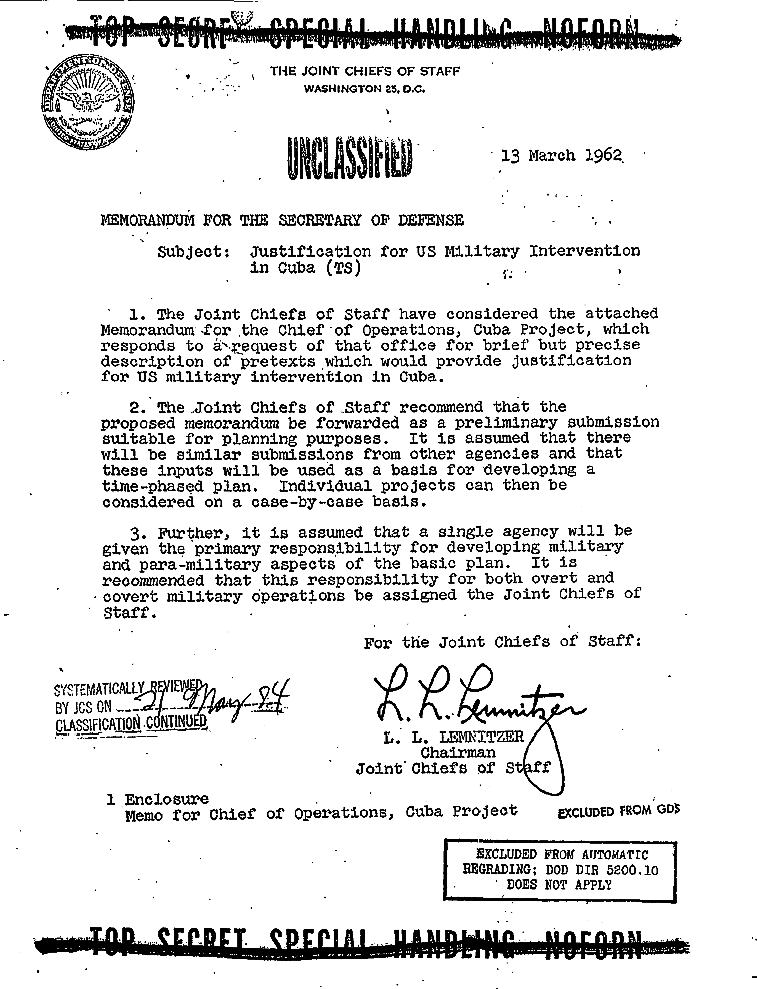 TOP SECRET SPECIAL HANDLING NOFORN
THE JOINT CHIEFS OF STAFF
WASHINGTON 25, D.C.
UNCLASSIFIED
13 March 1962
MEMORANDUM FOR THE SECRETARY OF DEFENSE
Subject: Justification for US Military Intervention
in Cuba (TS)
1. The Joint Chiefs of Staff have considered the attached
Memorandum for the Chief of Operations, Cuba Project, which
responds to a request of that office for brief but precise
description of pretexts which would provide justification
for US military intervention in Cuba.
2. The Joint Chiefs of Staff recommend that the
proposed memorandum be forwarded as a preliminary submission
suitable for planning purposes. It is assumed that there
will be similar submissions from other agencies and that
these inputs will be used as a basis for developing a
time-phased plan. Individual projects can then be
considered on a case-by-case basis.
3. Further, it is assumed that a single agency will be
given the primary responsibility for developing military
and para-military aspects of the basic plan. It is
recommended that this responsibility for both overt and
covert military operations be assigned the Joint Chiefs of
Staff.
For the Joint Chiefs of Staff:
SYSTEMATICALLY REVIEWED
BY JCS ON 21 May 84
CLASSIFICATION CONTINUED
L. L. Lemnitzer
L. L. LEMNITZER
Chairman
Joint Chiefs of Staff
1 Enclosure
Memo for Chief of Operations, Cuba Project
EXCLUDED FROM GDS
EXCLUDED FROM AUTOMATIC
REGRADING; DOD DIR 5200.10
DOES NOT APPLY
TOP SECRET SPECIAL HANDLING NOFORN